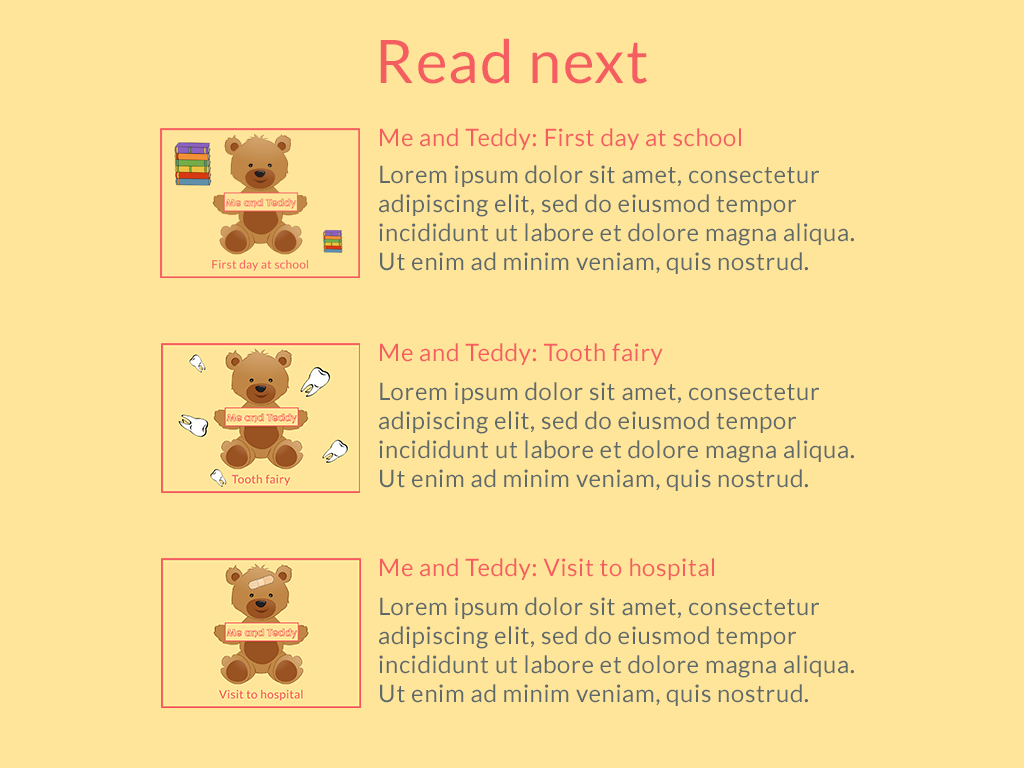 Read next
Me and Teddy
First day at school
Me and Teddy: First day at school
Lorem ipsum dolor sit amet, consectetur
adipiscing elit, sed do eiusmod tempor
incididunt ut labore et dolore magna aliqua.
Ut enim ad minim veniam, quis nostrud.
Me and Teddy
Tooth fairy
Me and Teddy: Tooth fairy
Lorem ipsum dolor sit amet, consectetur
adipiscing elit, sed do eiusmod tempor
incididunt ut labore et dolore magna aliqua.
Ut enim ad minim veniam, quis nostrud.
Me and Teddy
Visit to hospital
Me and Teddy: Visit to hospital
Lorem ipsum dolor sit amet, consectetur
adipiscing elit, sed do eiusmod tempor
incididunt ut labore et dolore magna aliqua.
Ut enim ad minim veniam, quis nostrud.